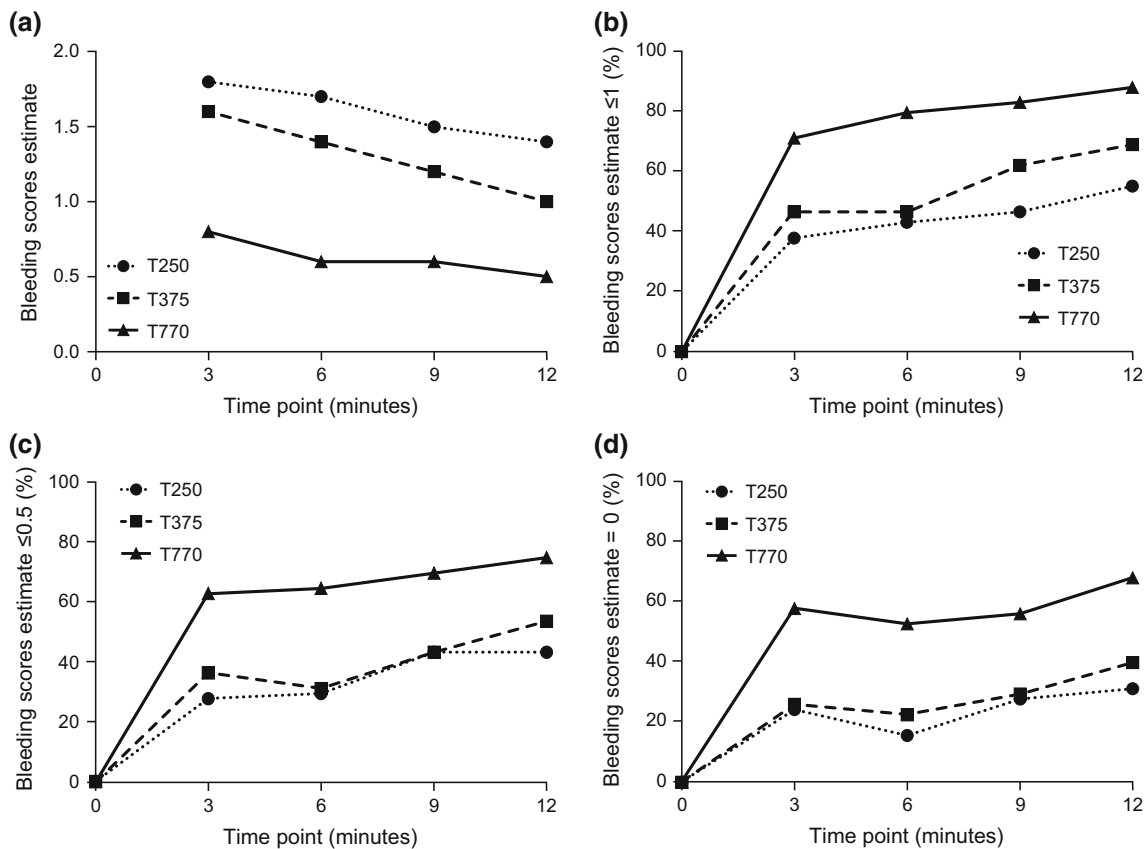 (a)
Bleeding scores estimate
2.0
1.5
1.0
0.5
0.0
T250
T375
T770
0 3 6 9 12
Time point (minutes)
(b)
Bleeding scores estimate ≤1 (%)
100
80
60
40
20
0
T250
T375
T770
0 3 6 9 12
Time point (minutes)
(c)
Bleeding scores estimate ≤0.5 (%)
100
80
60
40
20
0
T250
T375
T770
0 3 6 9 12
Time point (minutes)
(d)
Bleeding scores estimate = 0 (%)
100
80
60
40
20
0
T250
T375
T770
0 3 6 9 12
Time point (minutes)